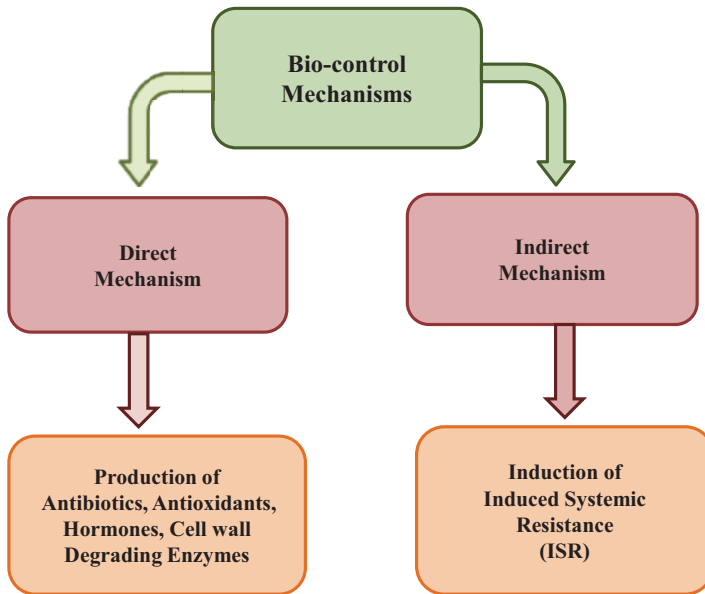 Bio-control
Mechanisms
Direct
Mechanism
Indirect
Mechanism
Production of
Antibiotics, Antioxidants,
Hormones, Cell wall
Degrading Enzymes
Induction of
Induced Systemic
Resistance
(ISR)